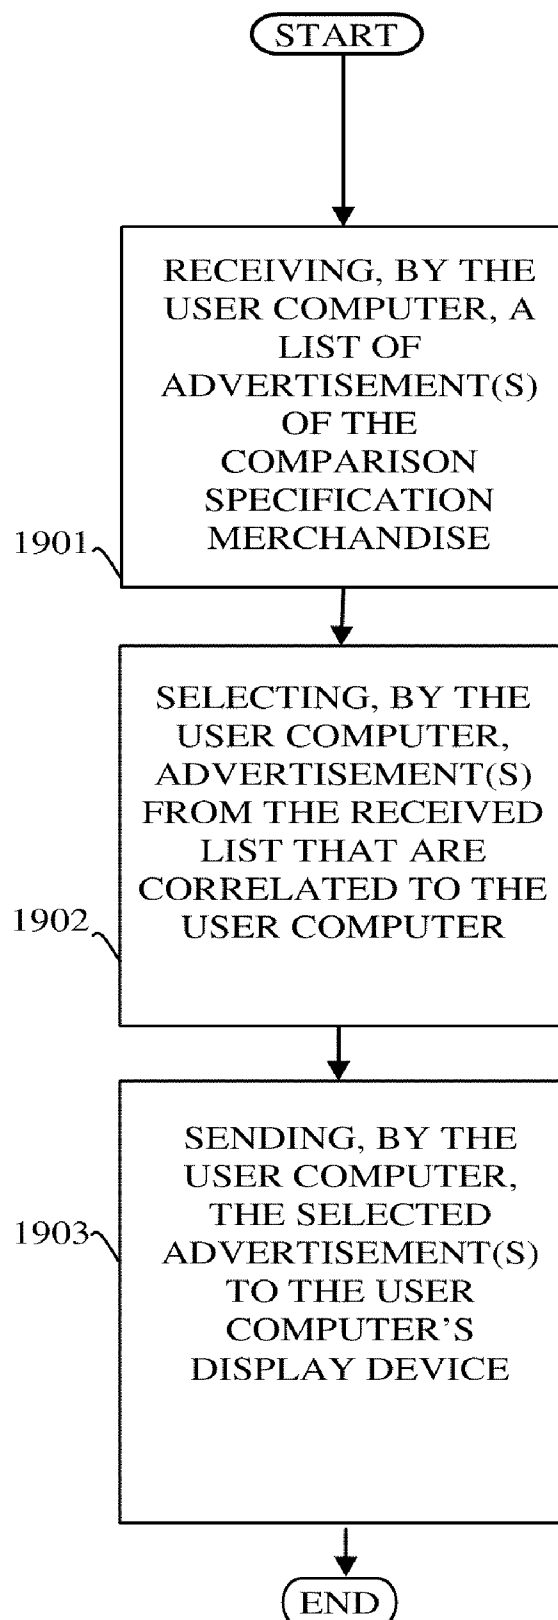 START
RECEIVING, BY THE
USER COMPUTER, A
LIST OF
ADVERTISEMENT(S)
OF THE
COMPARISON
SPECIFICATION
MERCHANDISE
1901
SELECTING, BY THE
USER COMPUTER,
ADVERTISEMENT(S)
FROM THE RECEIVED
LIST THAT ARE
CORRELATED TO THE
USER COMPUTER
1902
SENDING, BY THE
USER COMPUTER,
THE SELECTED
ADVERTISEMENT(S)
TO THE USER
COMPUTER’S
DISPLAY DEVICE
1903
END